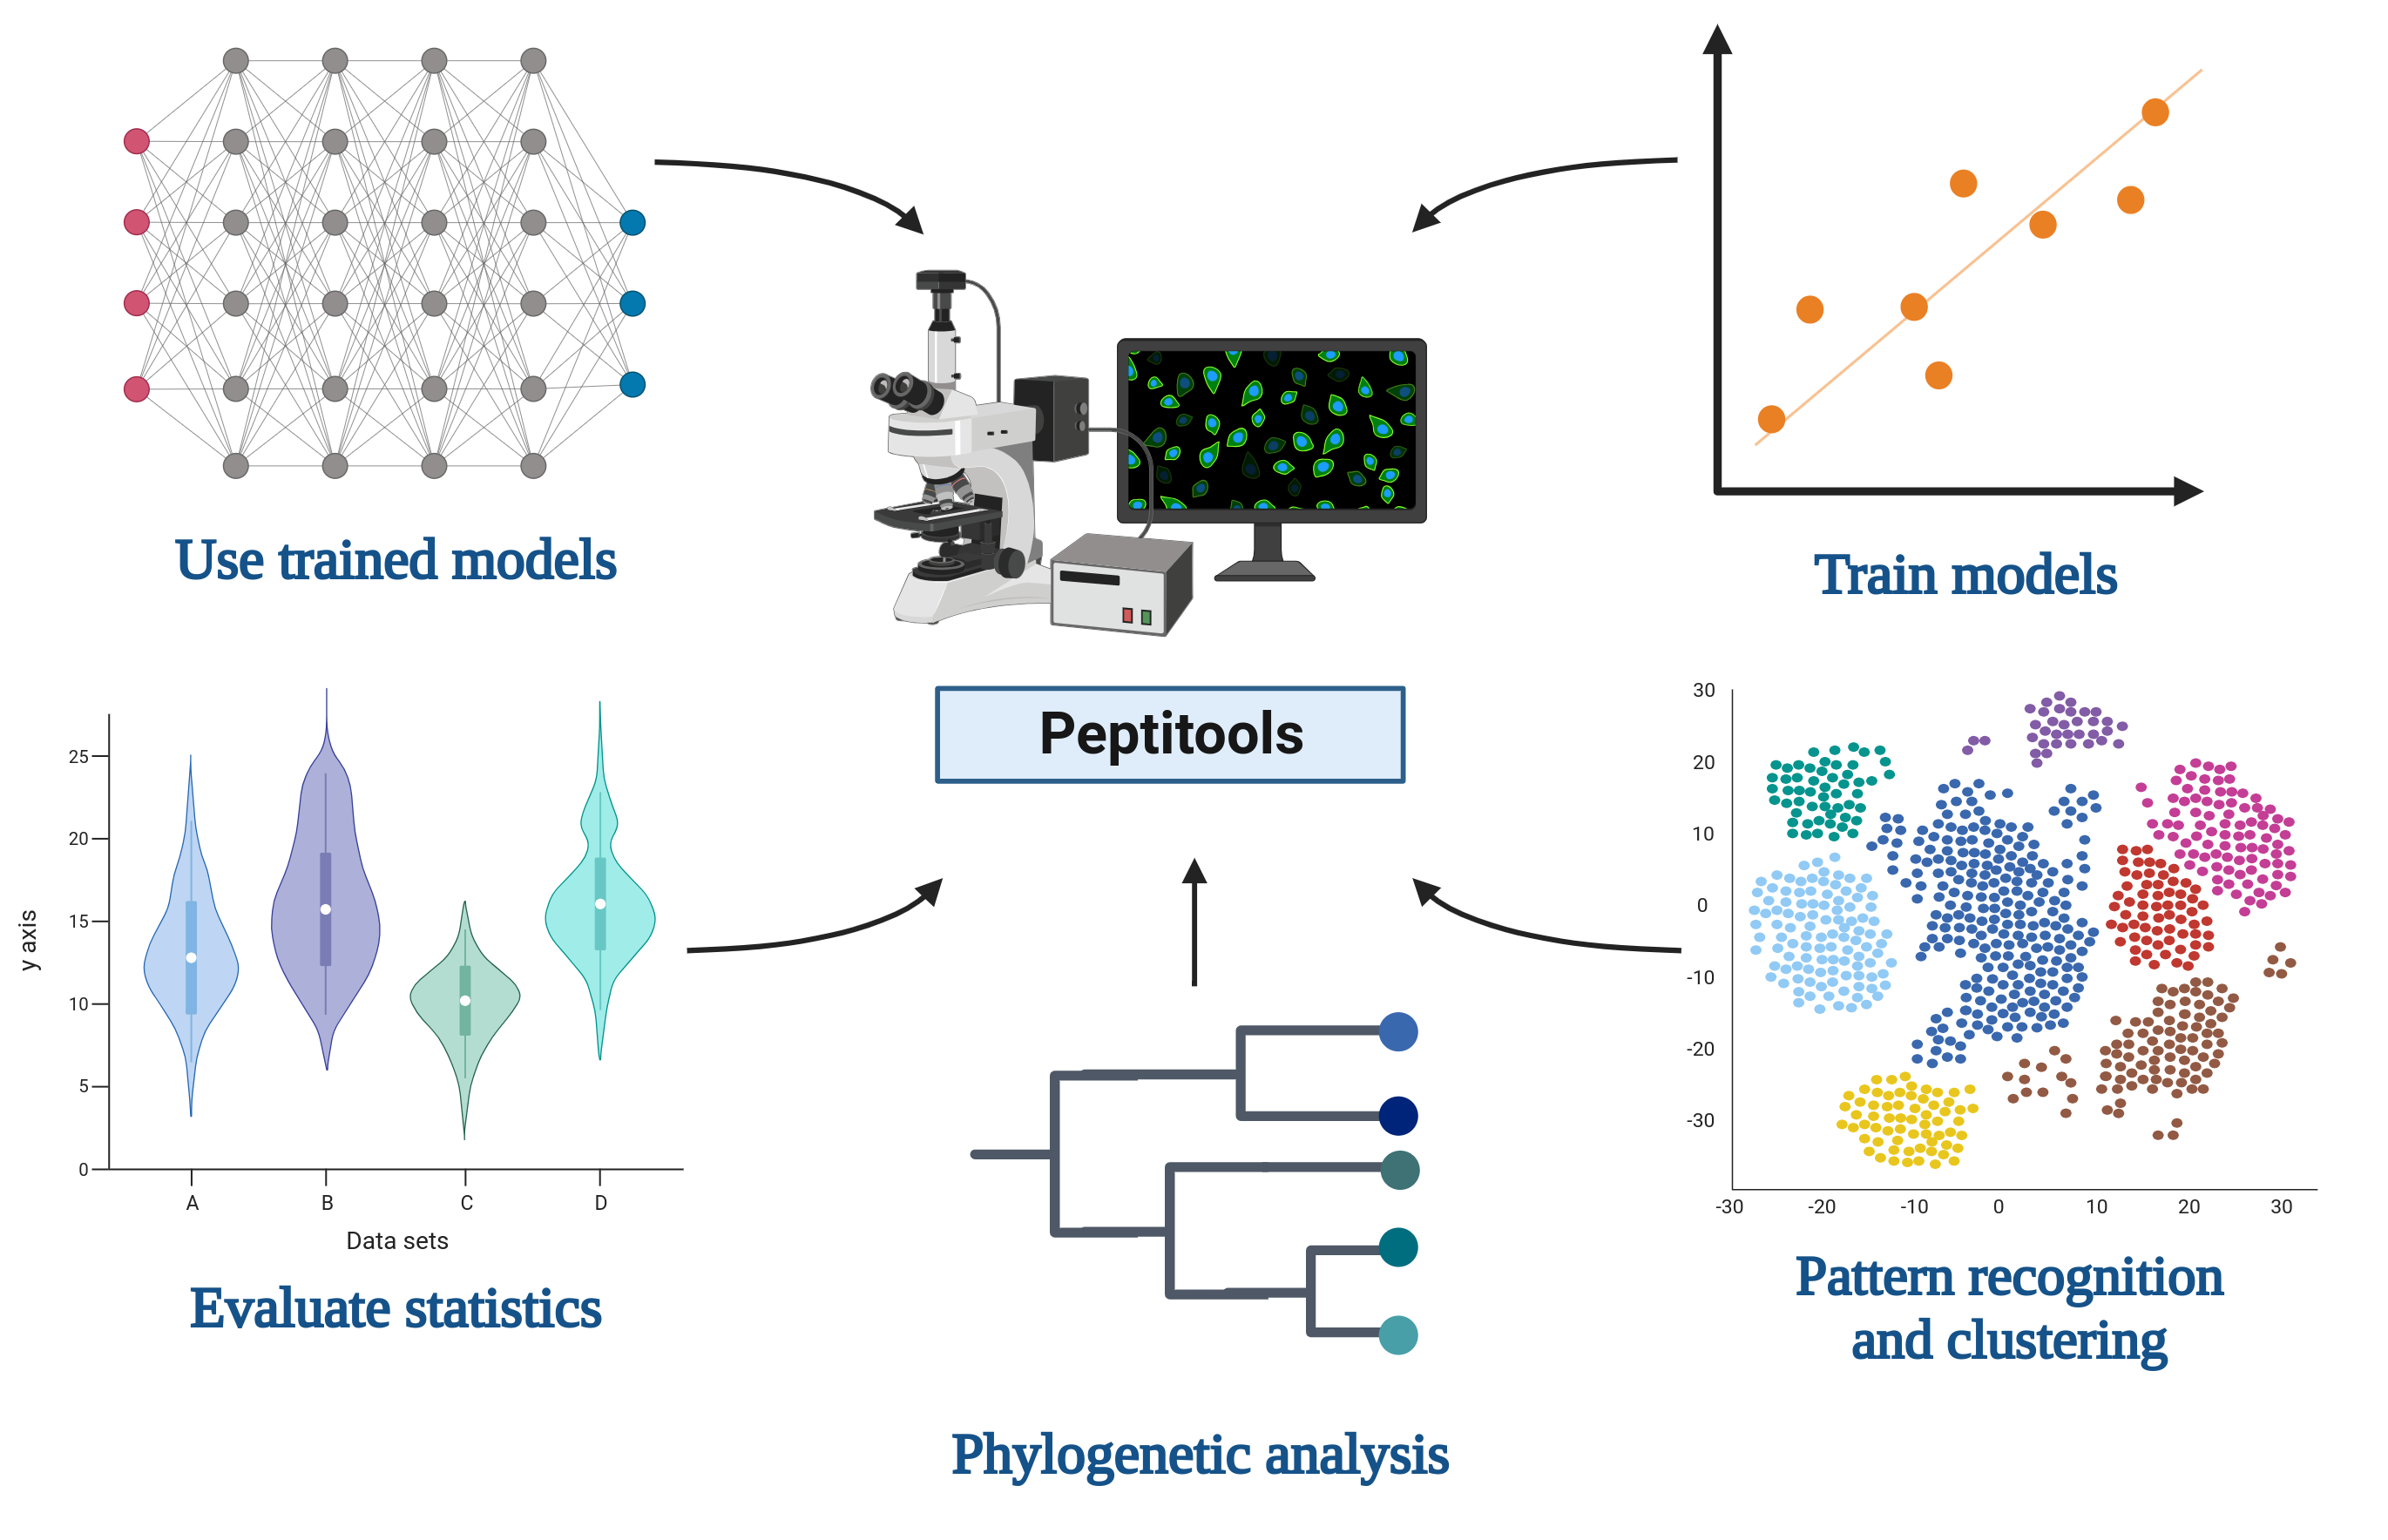 Use trained models
Train models
Peptitools
25
20
15
10
5
0
y axis
A B C D
Data sets
Evaluate statistics
30
20
10
0
-10
-20
-30
-30 -20 -10 0 10 20 30
Pattern recognition
and clustering
Phylogenetic analysis